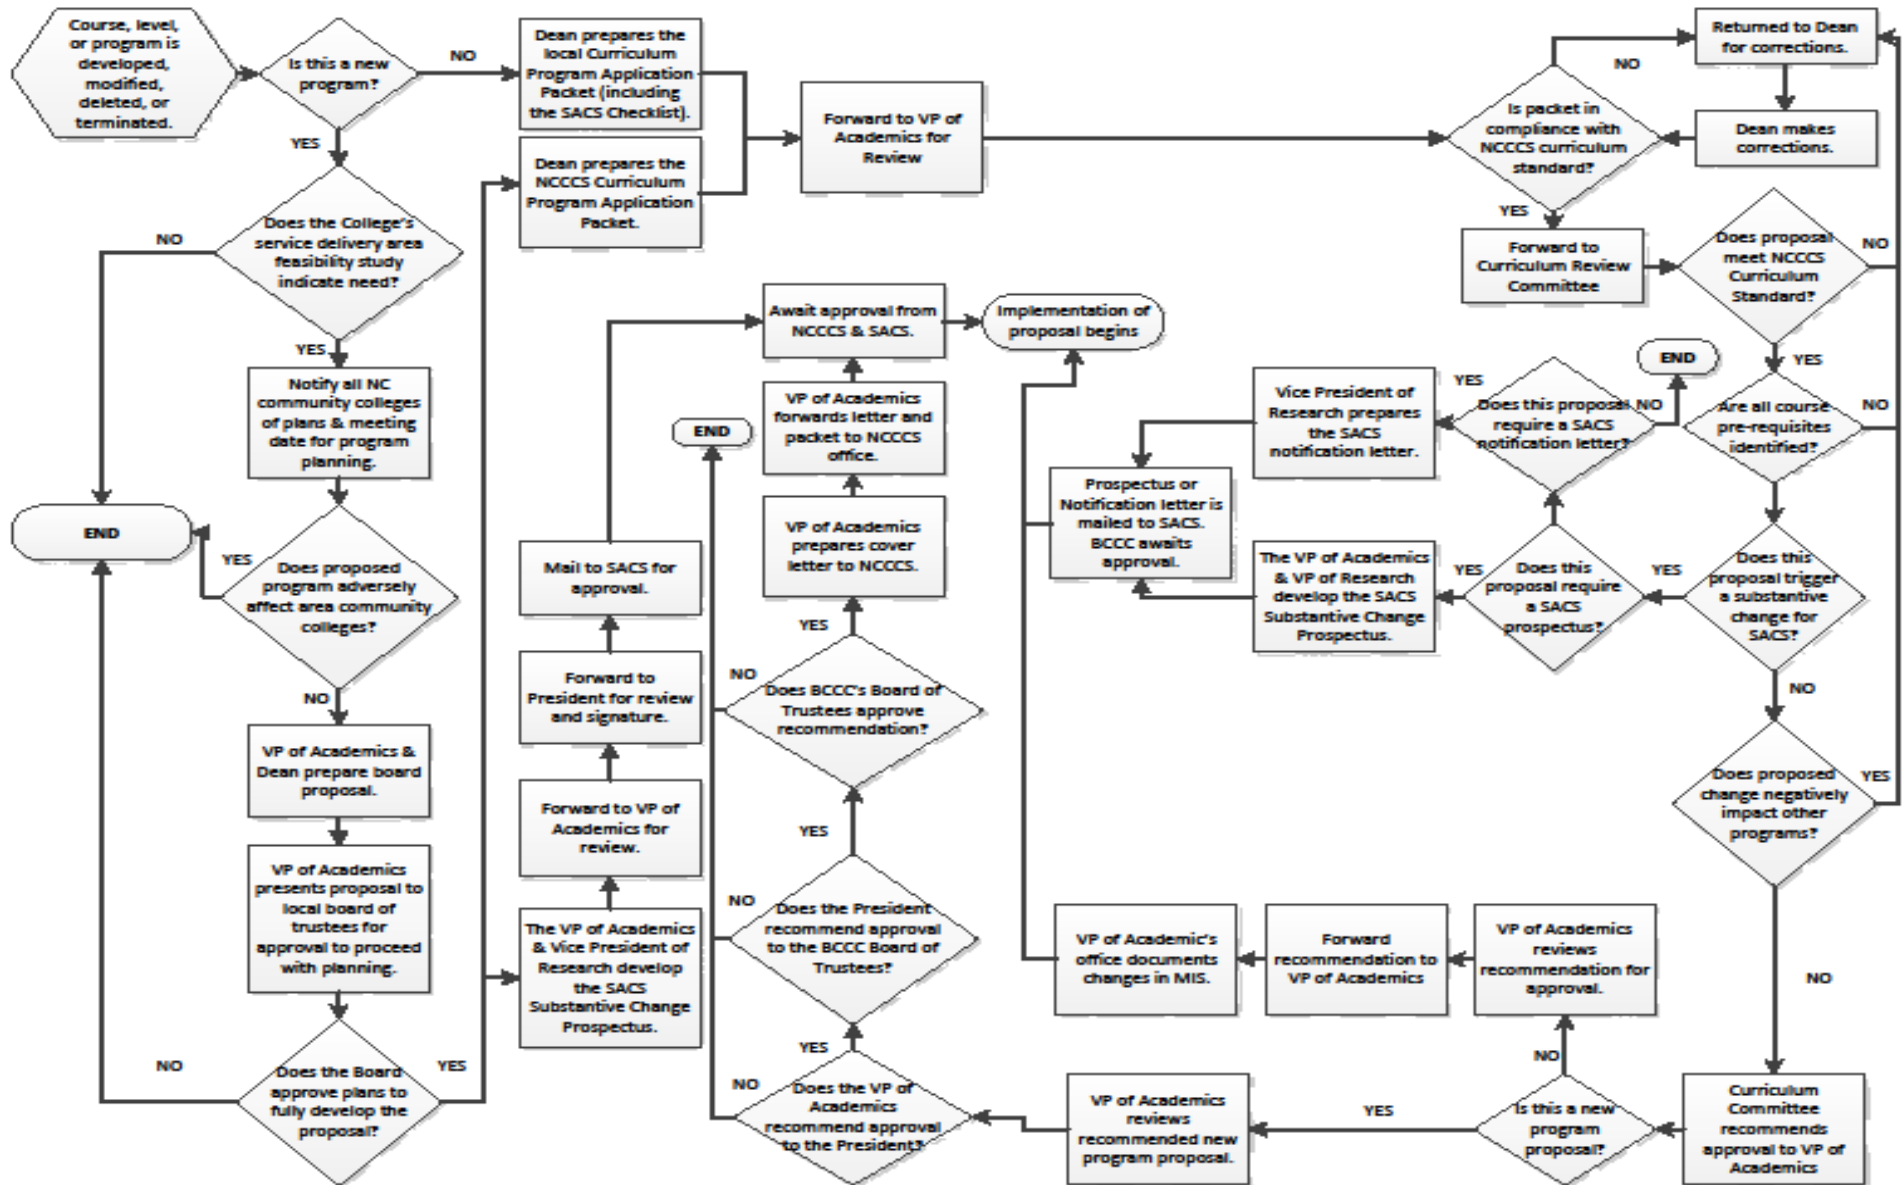 Course, level,
or program is
developed,
modified,
deleted, or
terminated.
Is this a new
program?
NO
YES
Dean prepares the
local Curriculum
Program Application
Packet (including
the SACS Checklist).
Dean prepares the
NCCCS Curriculum
Program Application
Packet.
Forward to VP of
Academics for
Review
Is packet in
compliance with
NCCCS curriculum
standard?
NO
YES
Returned to Dean
for corrections.
Dean makes
corrections.
Forward to
Curriculum Review
Committee
Does proposal
meet NCCCS
Curriculum
Standard?
NO
YES
Are all course
pre-requisites
identified?
NO
Does this
proposal trigger
a substantive
change for
SACS?
YES
NO
Does this
proposal require
a SACS
prospectus?
YES
Does this proposal
require a SACS
notification letter?
YES
NO
END
Vice President of
Research prepares
the SACS
notification letter.
The VP of Academics
& VP of Research
develop the SACS
Substantive Change
Prospectus.
Prospectus or
Notification letter is
mailed to SACS.
BCCC awaits
approval.
Does proposed
change negatively
impact other
programs?
YES
NO
Curriculum
Committee
recommends
approval to VP of
Academics
Is this a new
program
proposal?
NO
YES
VP of Academics
reviews
recommendation for
approval.
Forward
recommendation to
VP of Academics
VP of Academic's
office documents
changes in MIS.
VP of Academics
reviews
recommended new
program proposal.
Does the VP of
Academics
recommend approval
to the President?
NO
YES
Does the President
recommend approval
to the BCCC Board of
Trustees?
NO
YES
Does BCCC's Board of
Trustees approve
recommendation?
NO
YES
END
VP of Academics
prepares cover
letter to NCCCS.
VP of Academics
forwards letter and
packet to NCCCS
office.
Await approval from
NCCCS & SACS.
Implementation of
proposal begins
Does the College's
service delivery area
feasibility study
indicate need?
NO
YES
Notify all NC
community colleges
of plans & meeting
date for program
planning.
END
Does proposed
program adversely
affect area community
colleges?
YES
NO
VP of Academics &
Dean prepare board
proposal.
VP of Academics
presents proposal to
local board of
trustees for
approval to proceed
with planning.
Does the Board
approve plans to
fully develop the
proposal?
NO
YES
The VP of Academics
& Vice President of
Research develop
the SACS
Substantive Change
Prospectus.
Forward to VP of
Academics for
review.
Forward to
President for review
and signature.
Mail to SACS for
approval.